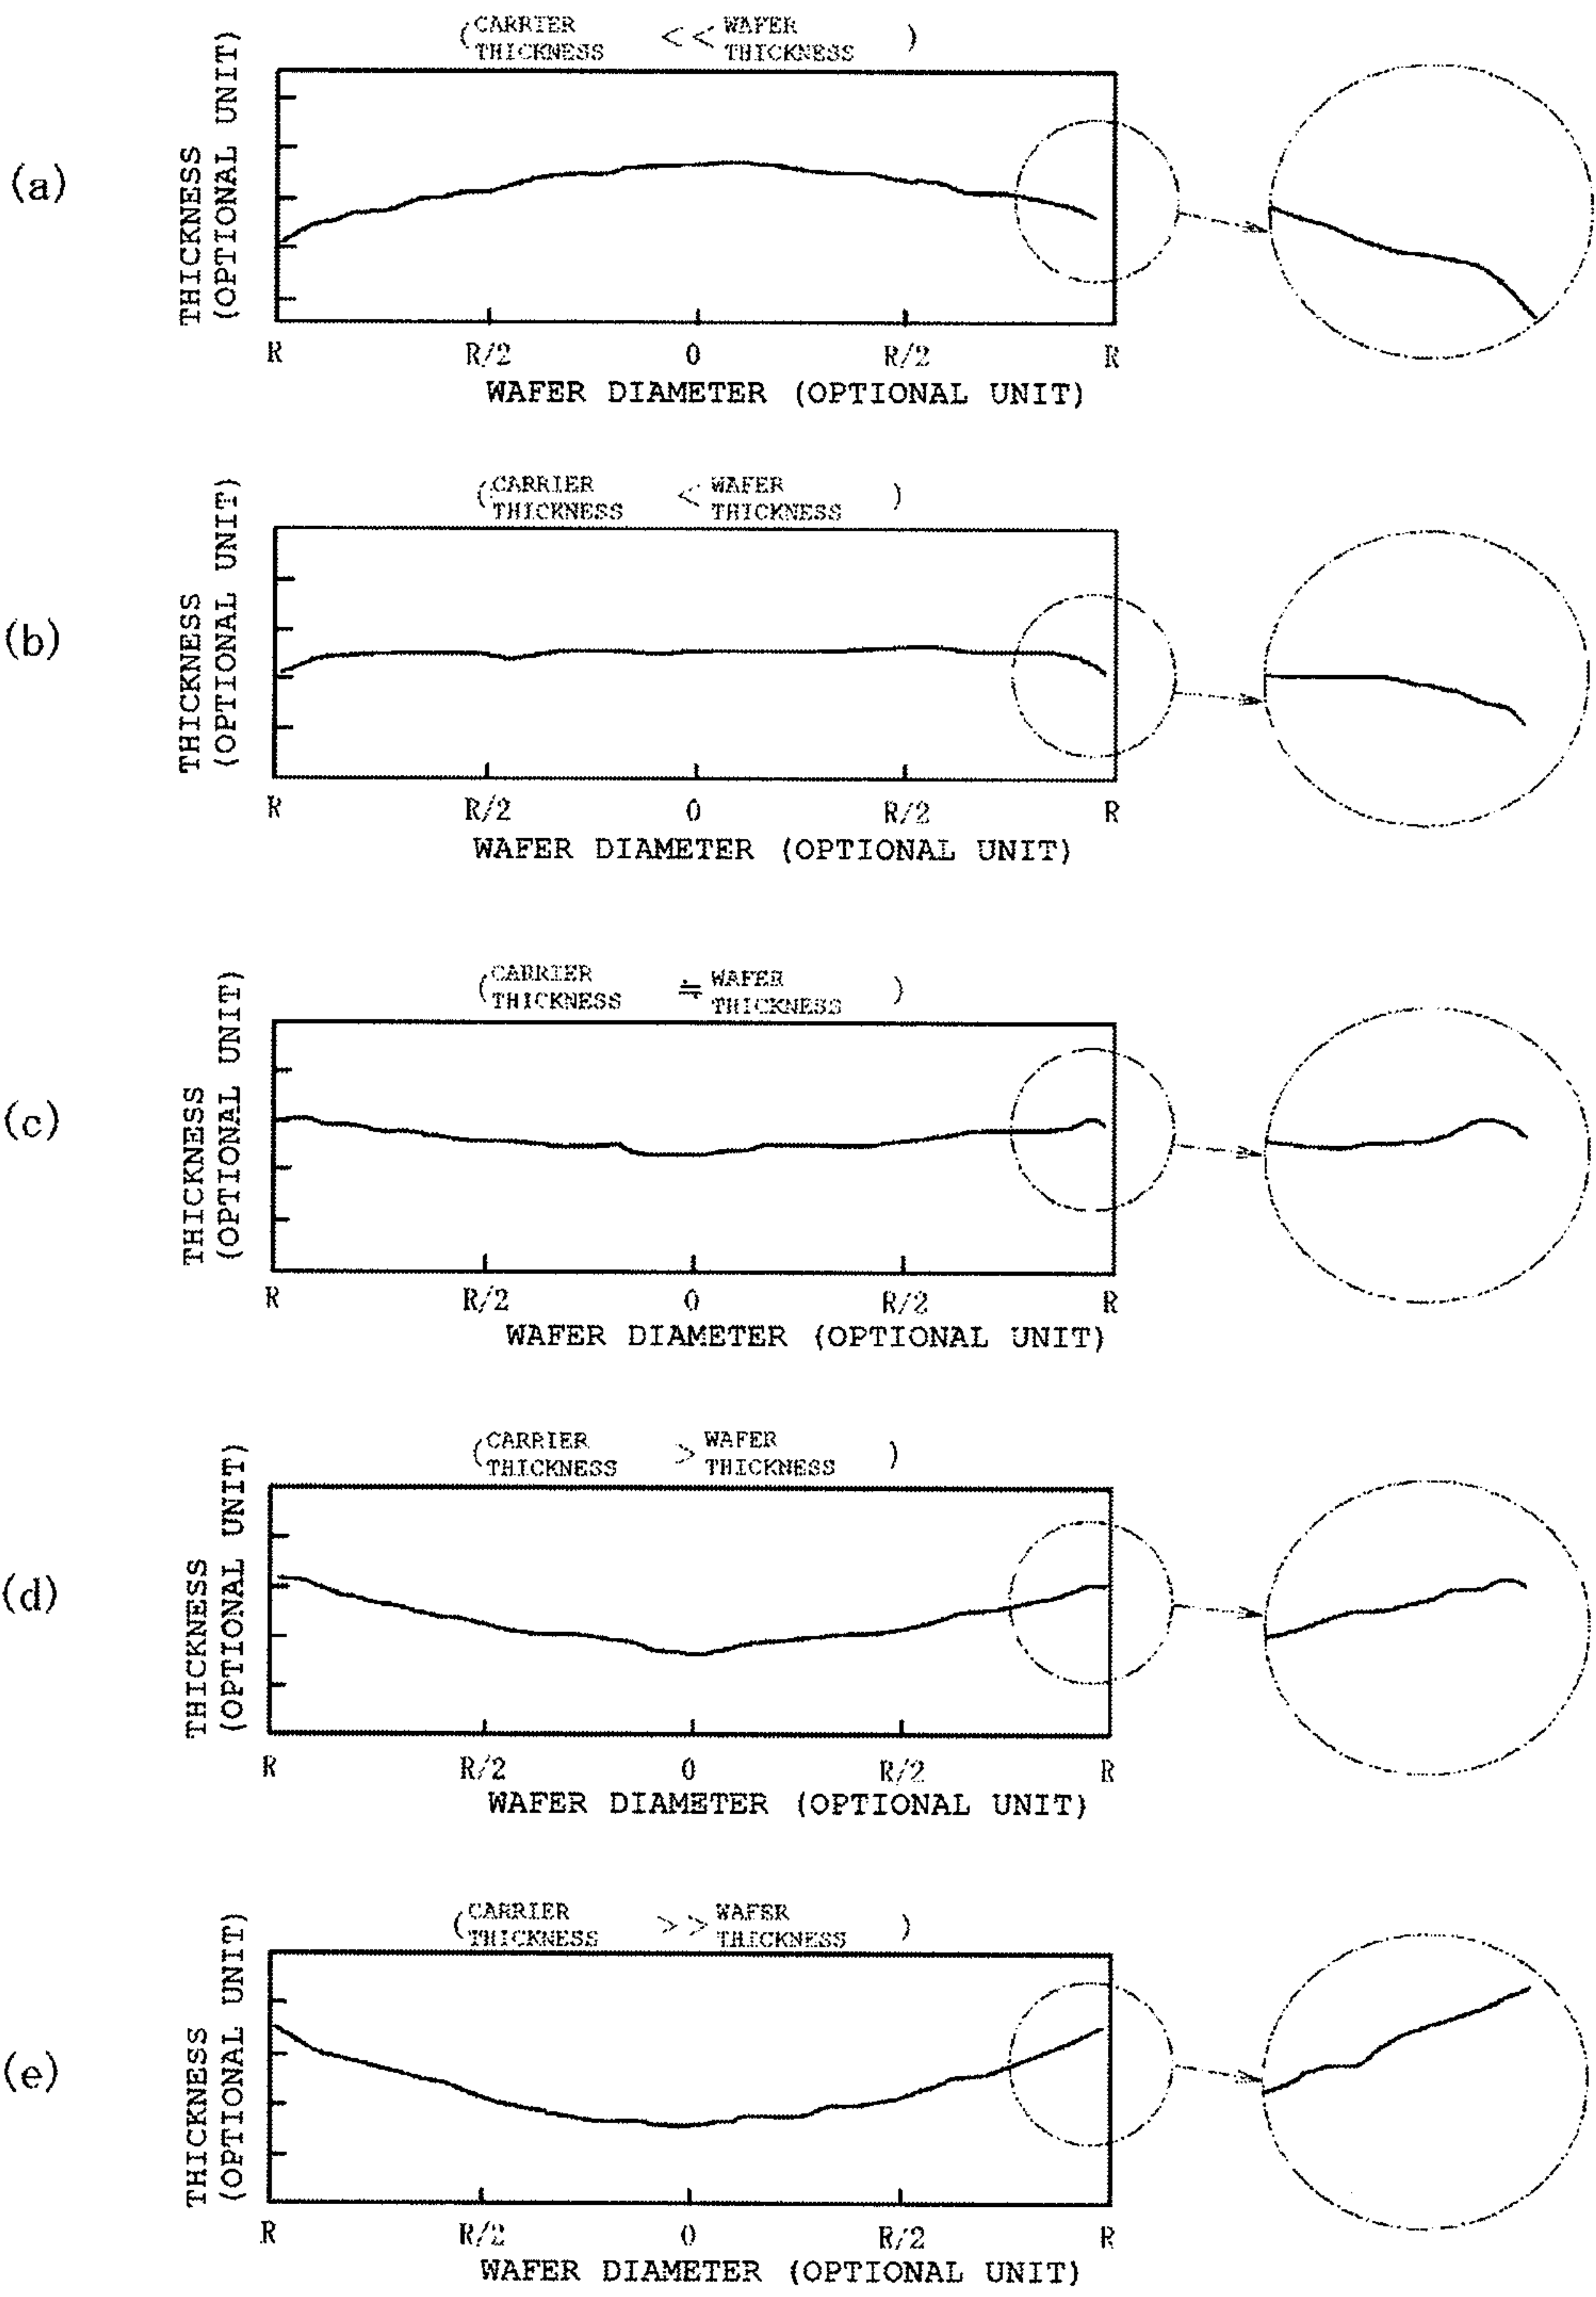 (CARRIER THICKNESS << WAFER THICKNESS)
(a)
THICKNESS
(OPTIONAL UNIT)
R R/2 0 R/2 R
WAFER DIAMETER (OPTIONAL UNIT)
(CARRIER THICKNESS < WAFER THICKNESS)
(b)
THICKNESS
(OPTIONAL UNIT)
R R/2 0 R/2 R
WAFER DIAMETER (OPTIONAL UNIT)
(CARRIER THICKNESS ≒ WAFER THICKNESS)
(c)
THICKNESS
(OPTIONAL UNIT)
R R/2 0 R/2 R
WAFER DIAMETER (OPTIONAL UNIT)
(CARRIER THICKNESS > WAFER THICKNESS)
(d)
THICKNESS
(OPTIONAL UNIT)
R R/2 0 R/2 R
WAFER DIAMETER (OPTIONAL UNIT)
(CARRIER THICKNESS >> WAFER THICKNESS)
(e)
THICKNESS
(OPTIONAL UNIT)
R R/2 0 R/2 R
WAFER DIAMETER (OPTIONAL UNIT)